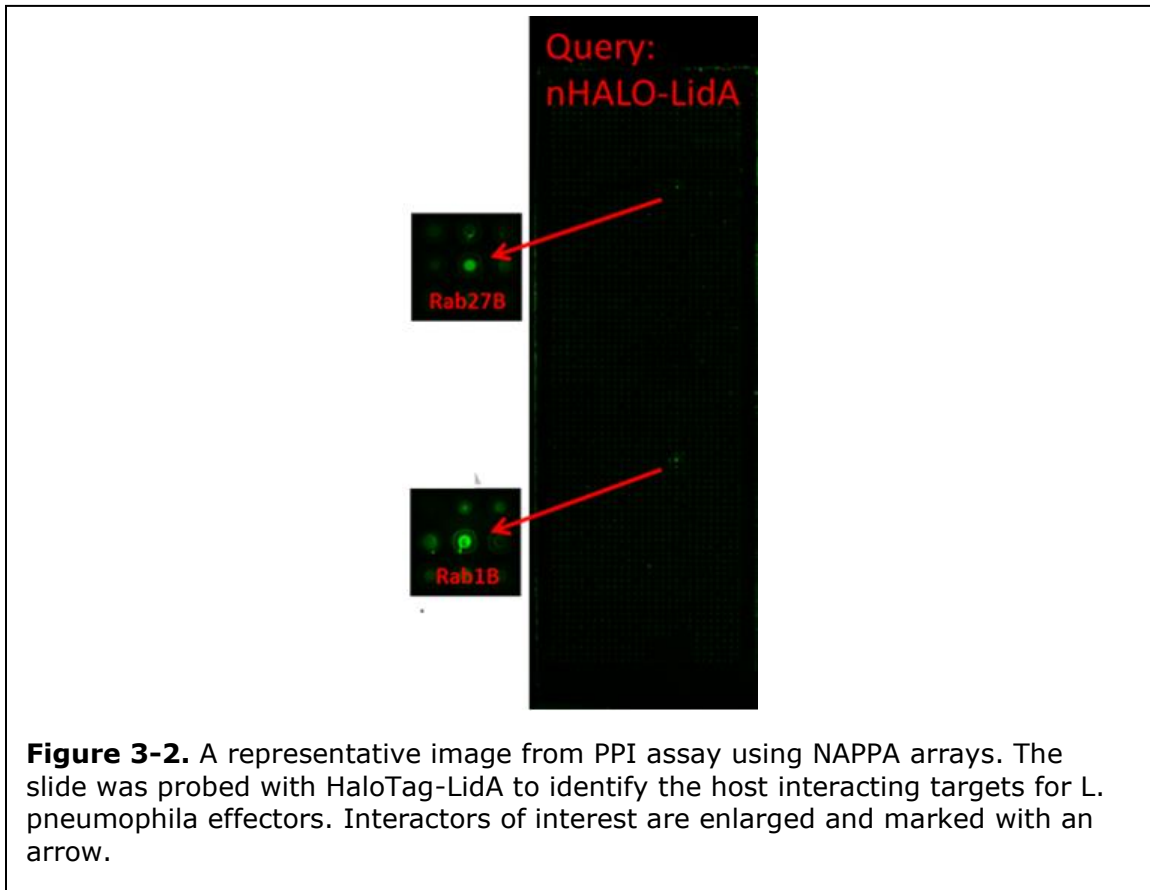 Query:
nHALO-LidA
Rab27B
Rab1B
Figure 3-2. A representative image from PPI assay using NAPPA arrays. The
slide was probed with HaloTag-LidA to identify the host interacting targets for L.
pneumophila effectors. Interactors of interest are enlarged and marked with an
arrow.